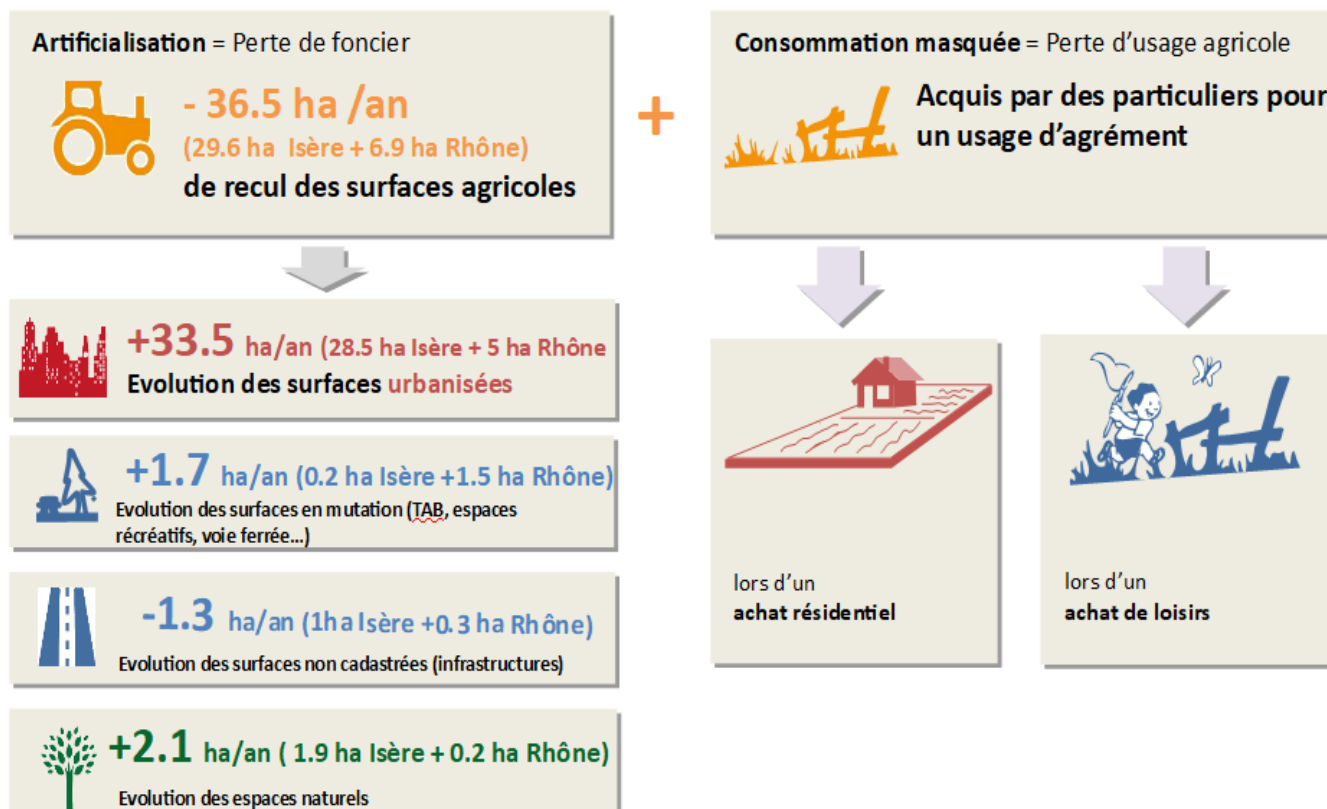 Artificialisation = Perte de foncier
- 36.5 ha /an
(29.6 ha Isère + 6.9 ha Rhône)
de recul des surfaces agricoles
+
Consommation masquée = Perte d'usage agricole
Acquis par des particuliers pour
un usage d'agrément
+33.5 ha/an (28.5 ha Isère + 5 ha Rhône
Evolution des surfaces urbanisées
+1.7 ha/an (0.2 ha Isère +1.5 ha Rhône)
Evolution des surfaces en mutation (TAB, espaces
récréatifs, voie ferrée...)
-1.3 ha/an (1ha Isère +0.3 ha Rhône)
Evolution des surfaces non cadastrées (infrastructures)
+2.1 ha/an ( 1.9 ha Isère + 0.2 ha Rhône)
Evolution des espaces naturels
lors d'un
achat résidentiel
lors d'un
achat de loisirs